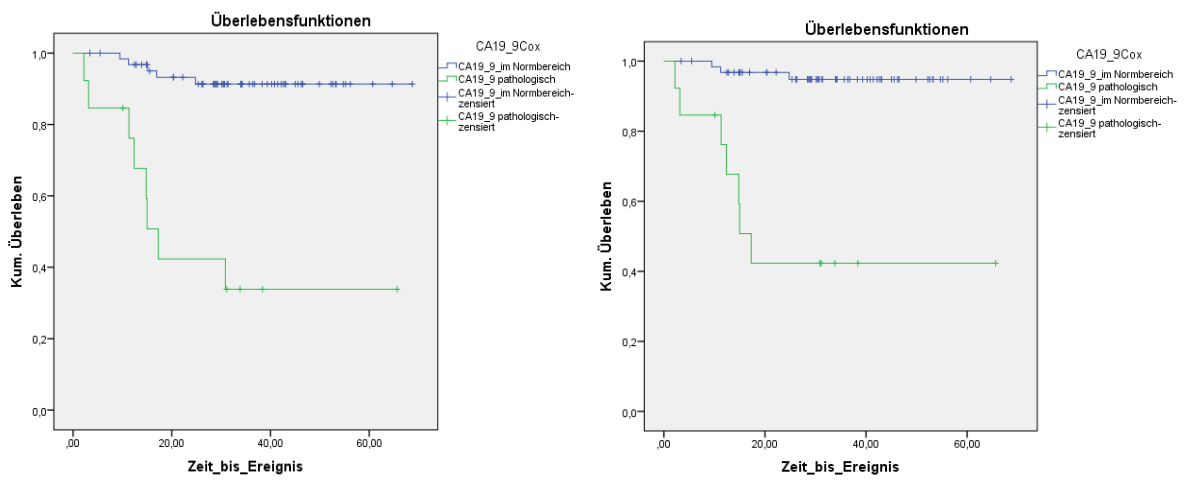 Überlebensfunktionen
CA19_9Cox
CA19_9_im Normbereich
CA19_9 pathologisch
CA19_9_im Normbereich-
zensiert
CA19_9 pathologisch-
zensiert
1,0
0,8
0,6
0,4
0,2
0,0
Kum. Überleben
,00
20,00
40,00
60,00
Zeit_bis_Ereignis
Überlebensfunktionen
CA19_9Cox
CA19_9_im Normbereich
CA19_9 pathologisch
CA19_9_im Normbereich-
zensiert
CA19_9 pathologisch-
zensiert
1,0
0,8
0,6
0,4
0,2
0,0
Kum. Überleben
,00
20,00
40,00
60,00
Zeit_bis_Ereignis